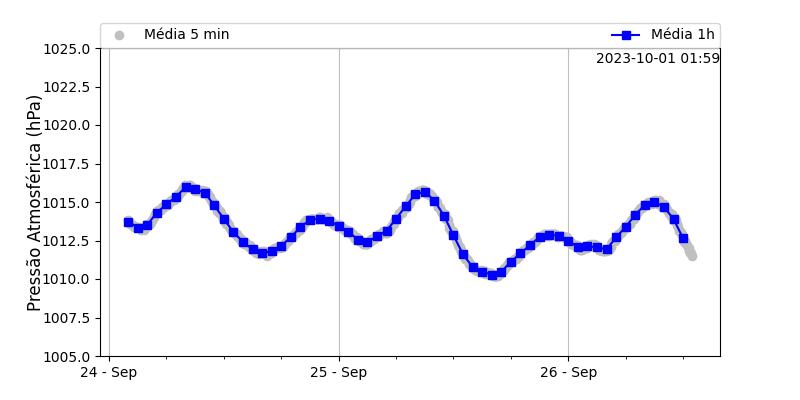 Média 5 min
Média 1h
2023-10-01 01:59
Pressão Atmosférica (hPa)
1025.0
1022.5
1020.0
1017.5
1015.0
1012.5
1010.0
1007.5
1005.0
24 - Sep
25 - Sep
26 - Sep